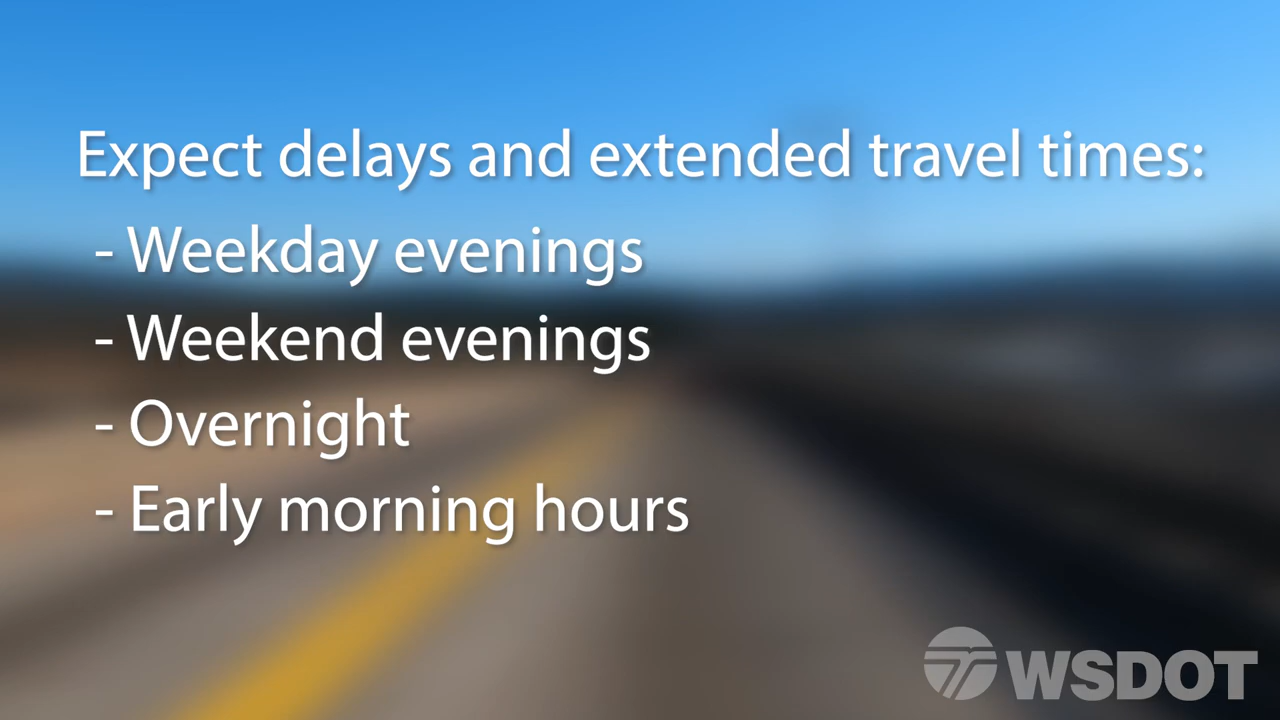 Expect delays and extended travel times:
- Weekday evenings
- Weekend evenings
- Overnight
- Early morning hours
WSDOT